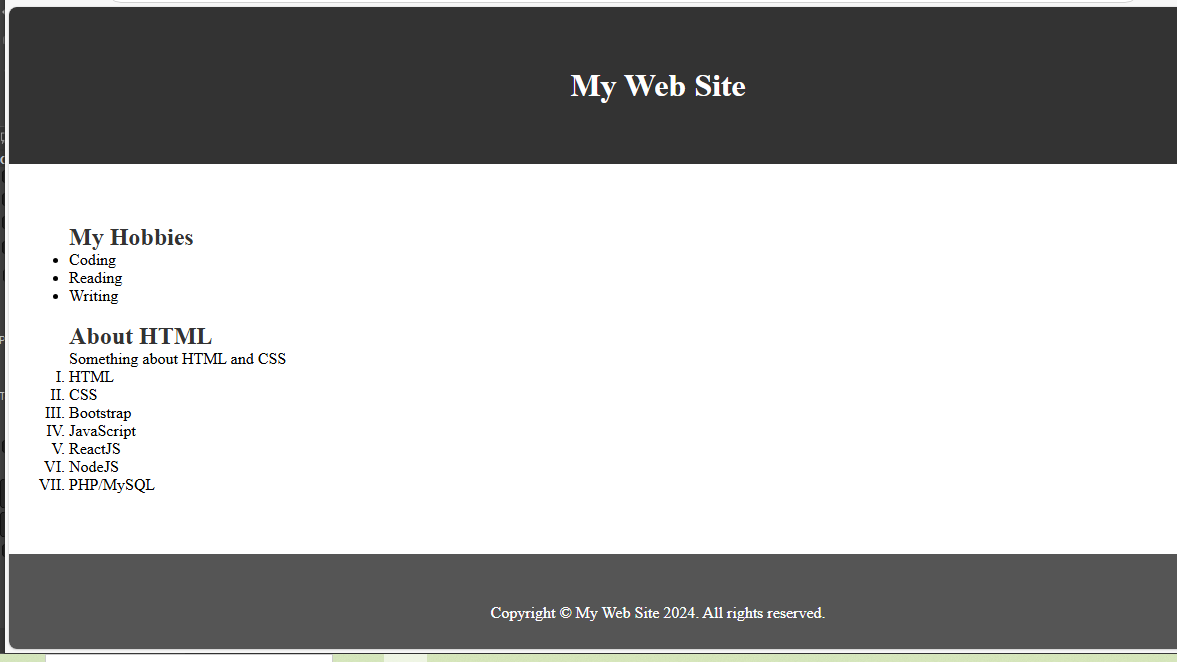 My Web Site
My Hobbies
• Coding
• Reading
• Writing
About HTML
Something about HTML and CSS
I. HTML
II. CSS
III. Bootstrap
IV. JavaScript
V. ReactJS
VI. NodeJS
VII. PHP/MySQL
Copyright © My Web Site 2024. All rights reserved.